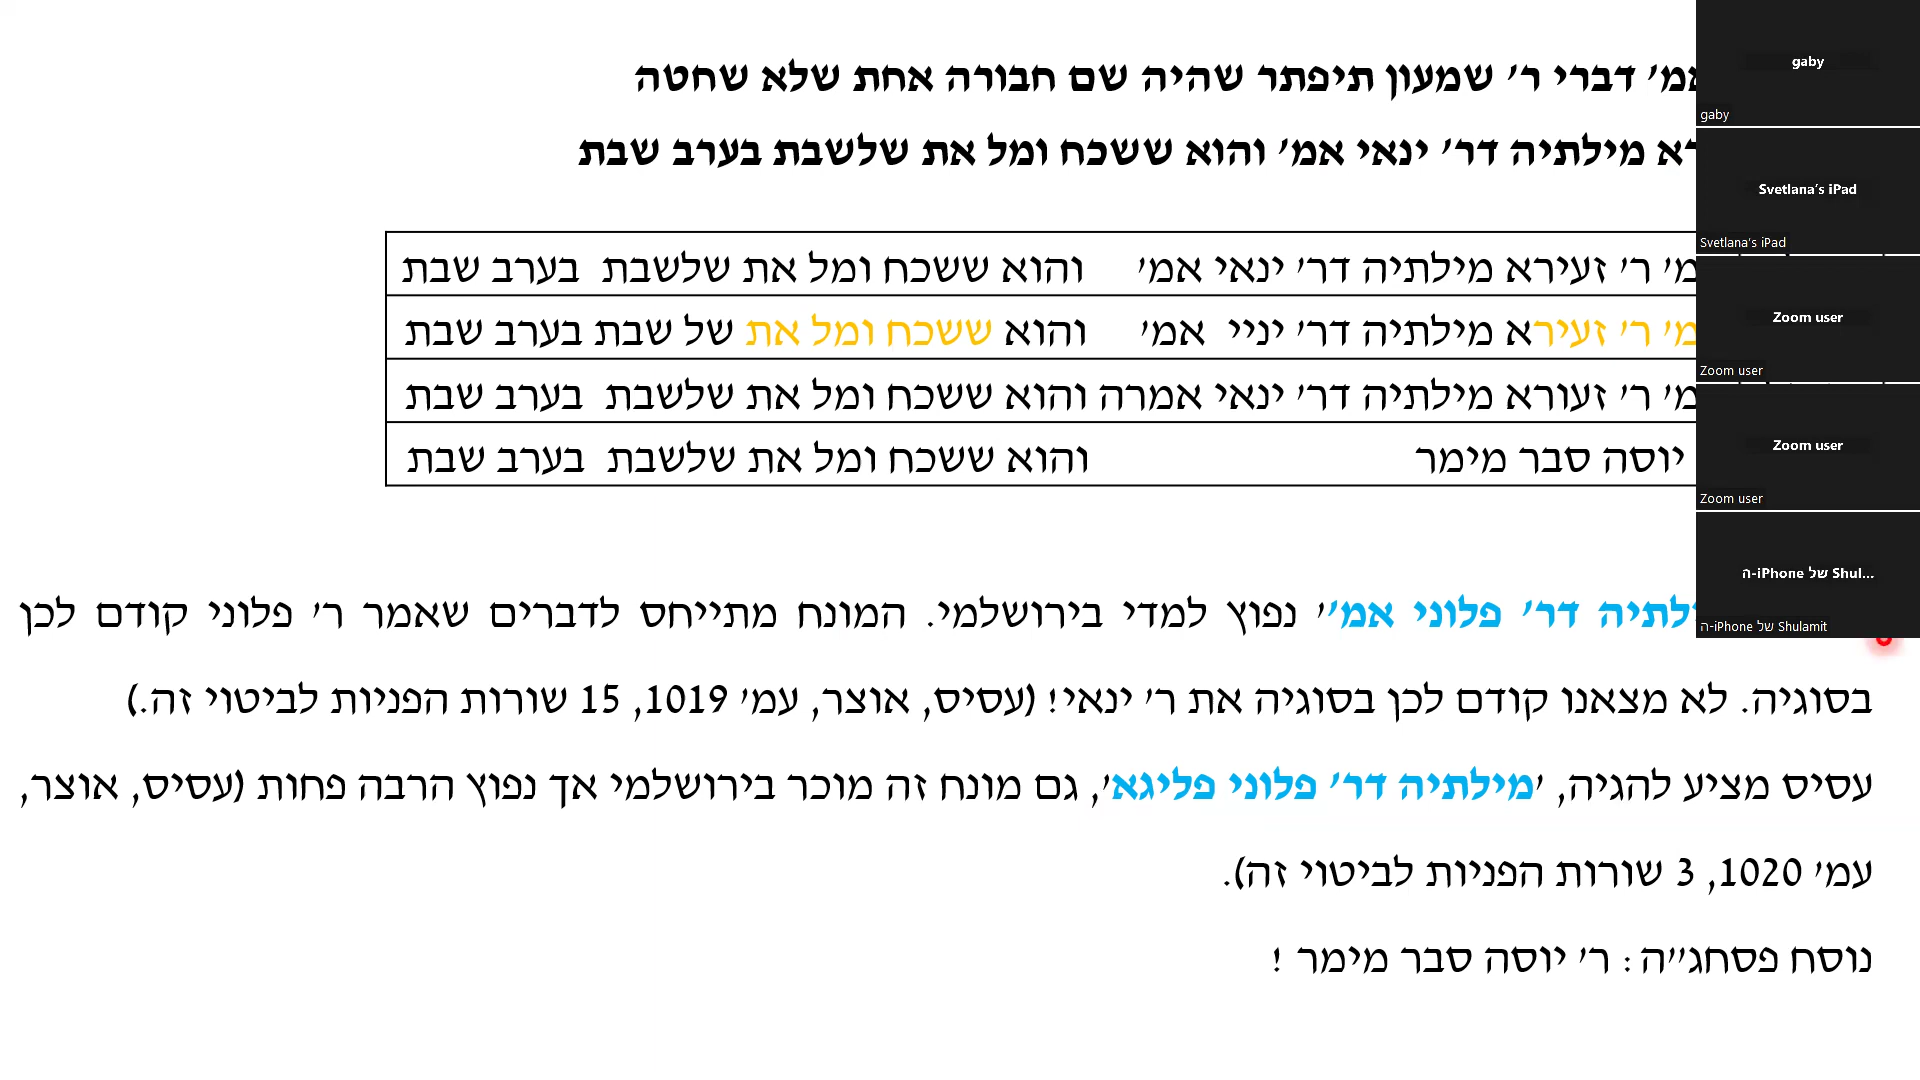 דברי ר' שמעון תיפתר שהיה שם חבורה אחת שלא שחטה
מילתיה דר' ינאי אמ' והוא ששכח ומל את שלשבת בערב שבת
ר' זעירא מילתיה דר' ינאי אמ' והוא ששכח ומל את שלשבת בערב שבת
ר' זעירא מילתיה דר' יניי אמ' והוא ששכח ומל את של שבת בערב שבת
ר' זעורא מילתיה דר' ינאי אמרה והוא ששכח ומל את שלשבת בערב שבת
יוסה סבר מימר והוא ששכח ומל את שלשבת בערב שבת
דר' פלוני אמ'' נפוץ למדי בירושלמי. המונח מתייחס לדברים שאמר ר' פלוני קודם לכן
בסוגיה. לא מצאנו קודם לכן בסוגיה את ר' ינאי! (עסיס, אוצר, עמ' 1019, 15 שורות הפניות לביטוי זה.)
עסיס מציע להגיה, 'מילתיה דר' פלוני פליגא', גם מונח זה מוכר בירושלמי אך נפוץ הרבה פחות (עסיס, אוצר,
עמ' 1020, 3 שורות הפניות לביטוי זה).
נוסח פסחג"ה: ר' יוסה סבר מימר !
gaby
gaby
Svetlana's iPad
Svetlana's iPad
Zoom user
Zoom user
Zoom user
Zoom user
ה-iPhone של Shul...
ה-iPhone של Shulamit